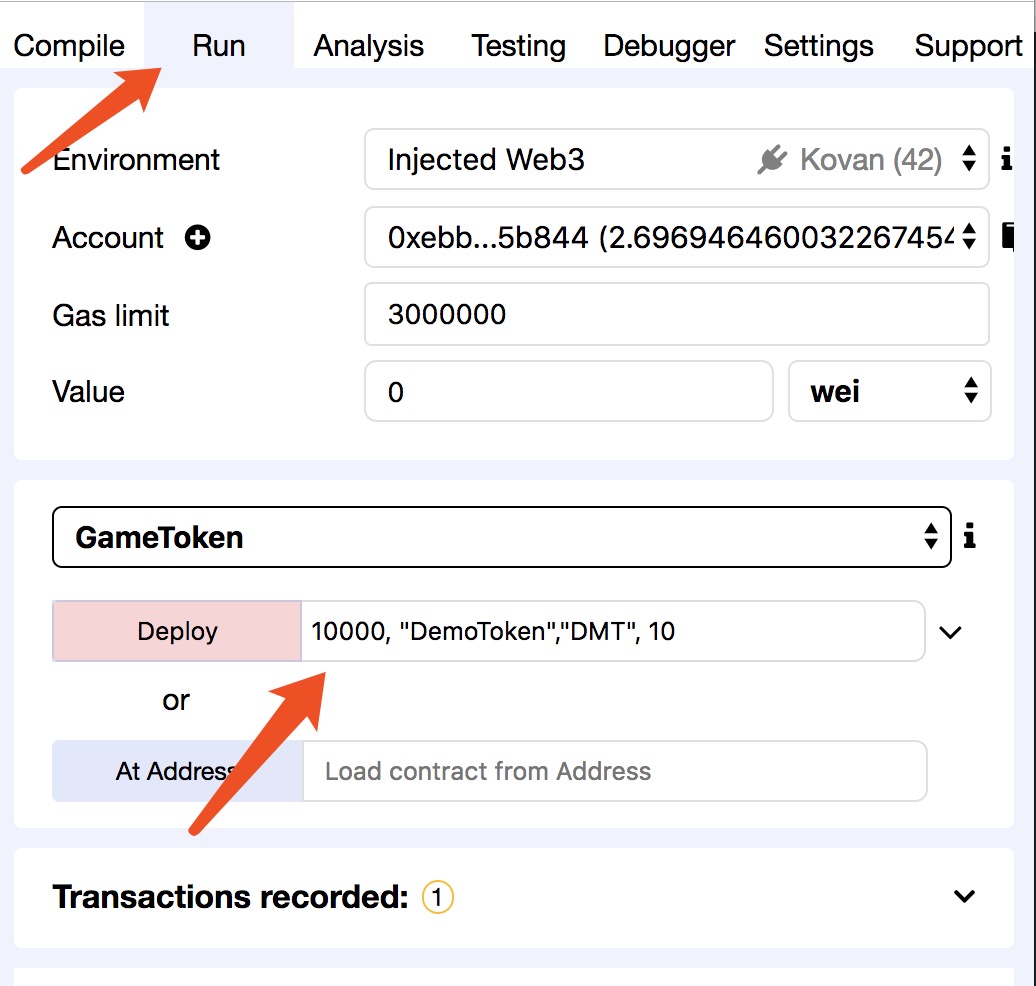 Compile Run Analysis Testing Debugger Settings Support
Environment Injected Web3 Kovan (42)
Account 0xebb...5b844 (2.696946460032267454
Gas limit 3000000
Value 0 wei
GameToken
Deploy 10000, "DemoToken","DMT", 10
or
At Address Load contract from Address
Transactions recorded: 1